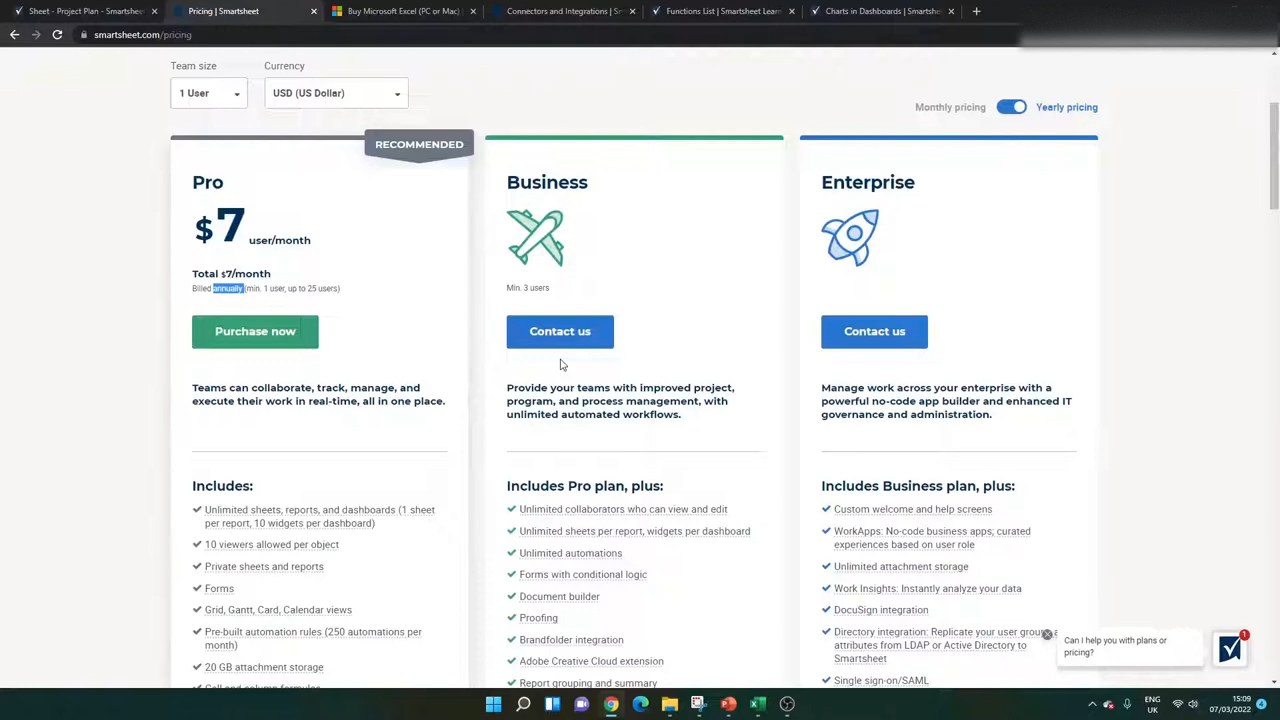 Sheet - Project Plan - Smartshee
Pricing | Smartsheet
Buy Microsoft Excel (PC or Mac) |
Connectors and Integrations | Sm
Functions List | Smartsheet Learn
Charts in Dashboards | Smartshe
smartsheet.com/pricing
Team size
Currency
1 User
USD (US Dollar)
Monthly pricing
Yearly pricing
RECOMMENDED
Pro
$7 user/month
Total $7/month
Billed annually (min. 1 user, up to 25 users)
Purchase now
Teams can collaborate, track, manage, and
execute their work in real-time, all in one place.
Includes:
Unlimited sheets, reports, and dashboards (1 sheet
per report, 10 widgets per dashboard)
10 viewers allowed per object
Private sheets and reports
Forms
Grid, Gantt, Card, Calendar views
Pre-built automation rules (250 automations per
month)
20 GB attachment storage
Cell and column formulas
Business
Min. 3 users
Contact us
Provide your teams with improved project,
program, and process management, with
unlimited automated workflows.
Includes Pro plan, plus:
Unlimited collaborators who can view and edit
Unlimited sheets per report, widgets per dashboard
Unlimited automations
Forms with conditional logic
Document builder
Proofing
Brandfolder integration
Adobe Creative Cloud extension
Report grouping and summary
Enterprise
Contact us
Manage work across your enterprise with a
powerful no-code app builder and enhanced IT
governance and administration.
Includes Business plan, plus:
Custom welcome and help screens
WorkApps: No-code business apps; curated
experiences based on user role
Unlimited attachment storage
Work Insights: Instantly analyze your data
DocuSign integration
Directory integration: Replicate your user group
attributes from LDAP or Active Directory to
Smartsheet
Single sign-on/SAML
Can I help you with plans or
pricing?
1
ENG
UK
15:09
07/03/2022